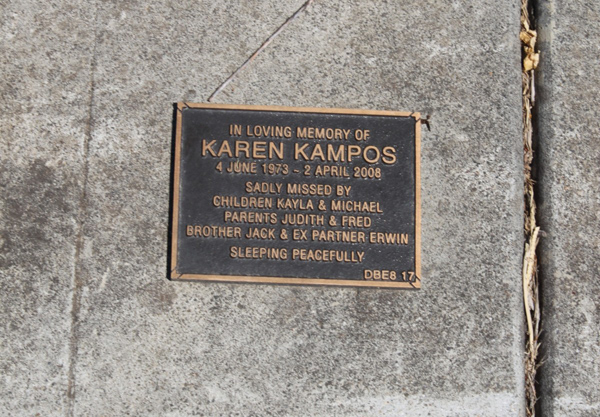 IN LOVING MEMORY OF
KAREN KAMPOS
4 JUNE 1973 - 2 APRIL 2008
SADLY MISSED BY
CHILDREN KAYLA & MICHAEL
PARENTS JUDITH & FRED
BROTHER JACK & EX PARTNER ERWIN
SLEEPING PEACEFULLY
DBE8 17